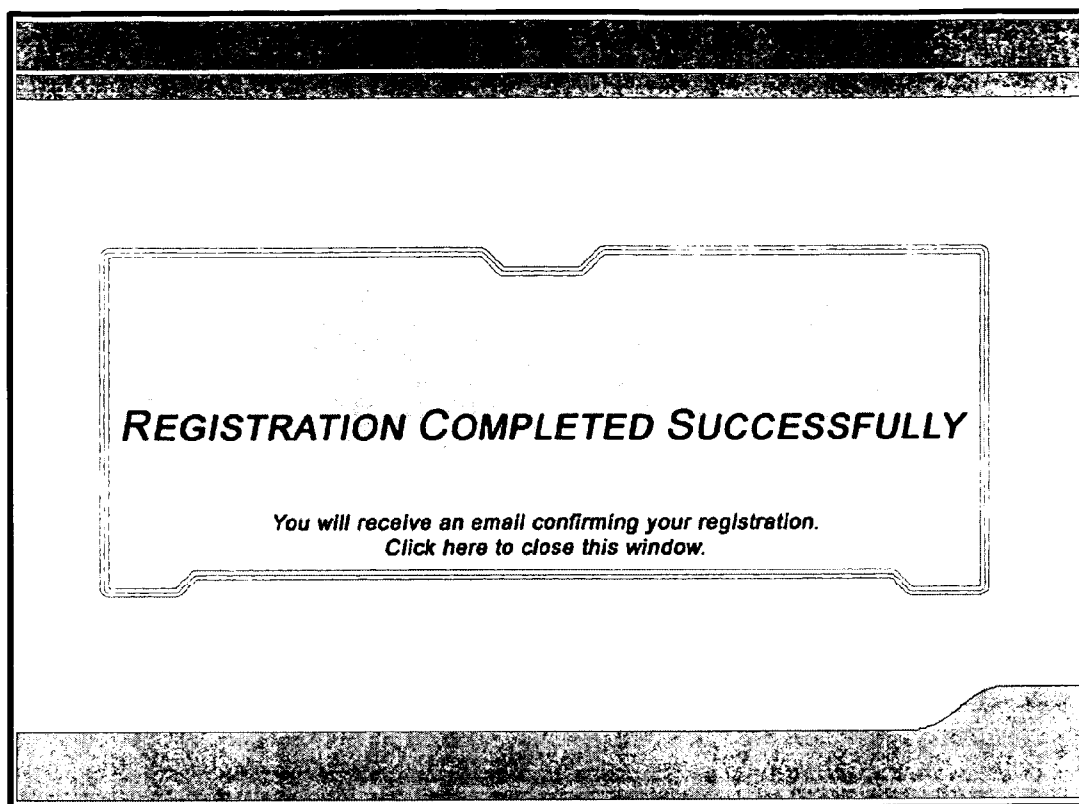 REGISTRATION COMPLETED SUCCESSFULLY
You will receive an email confirming your registration.
Click here to close this window.